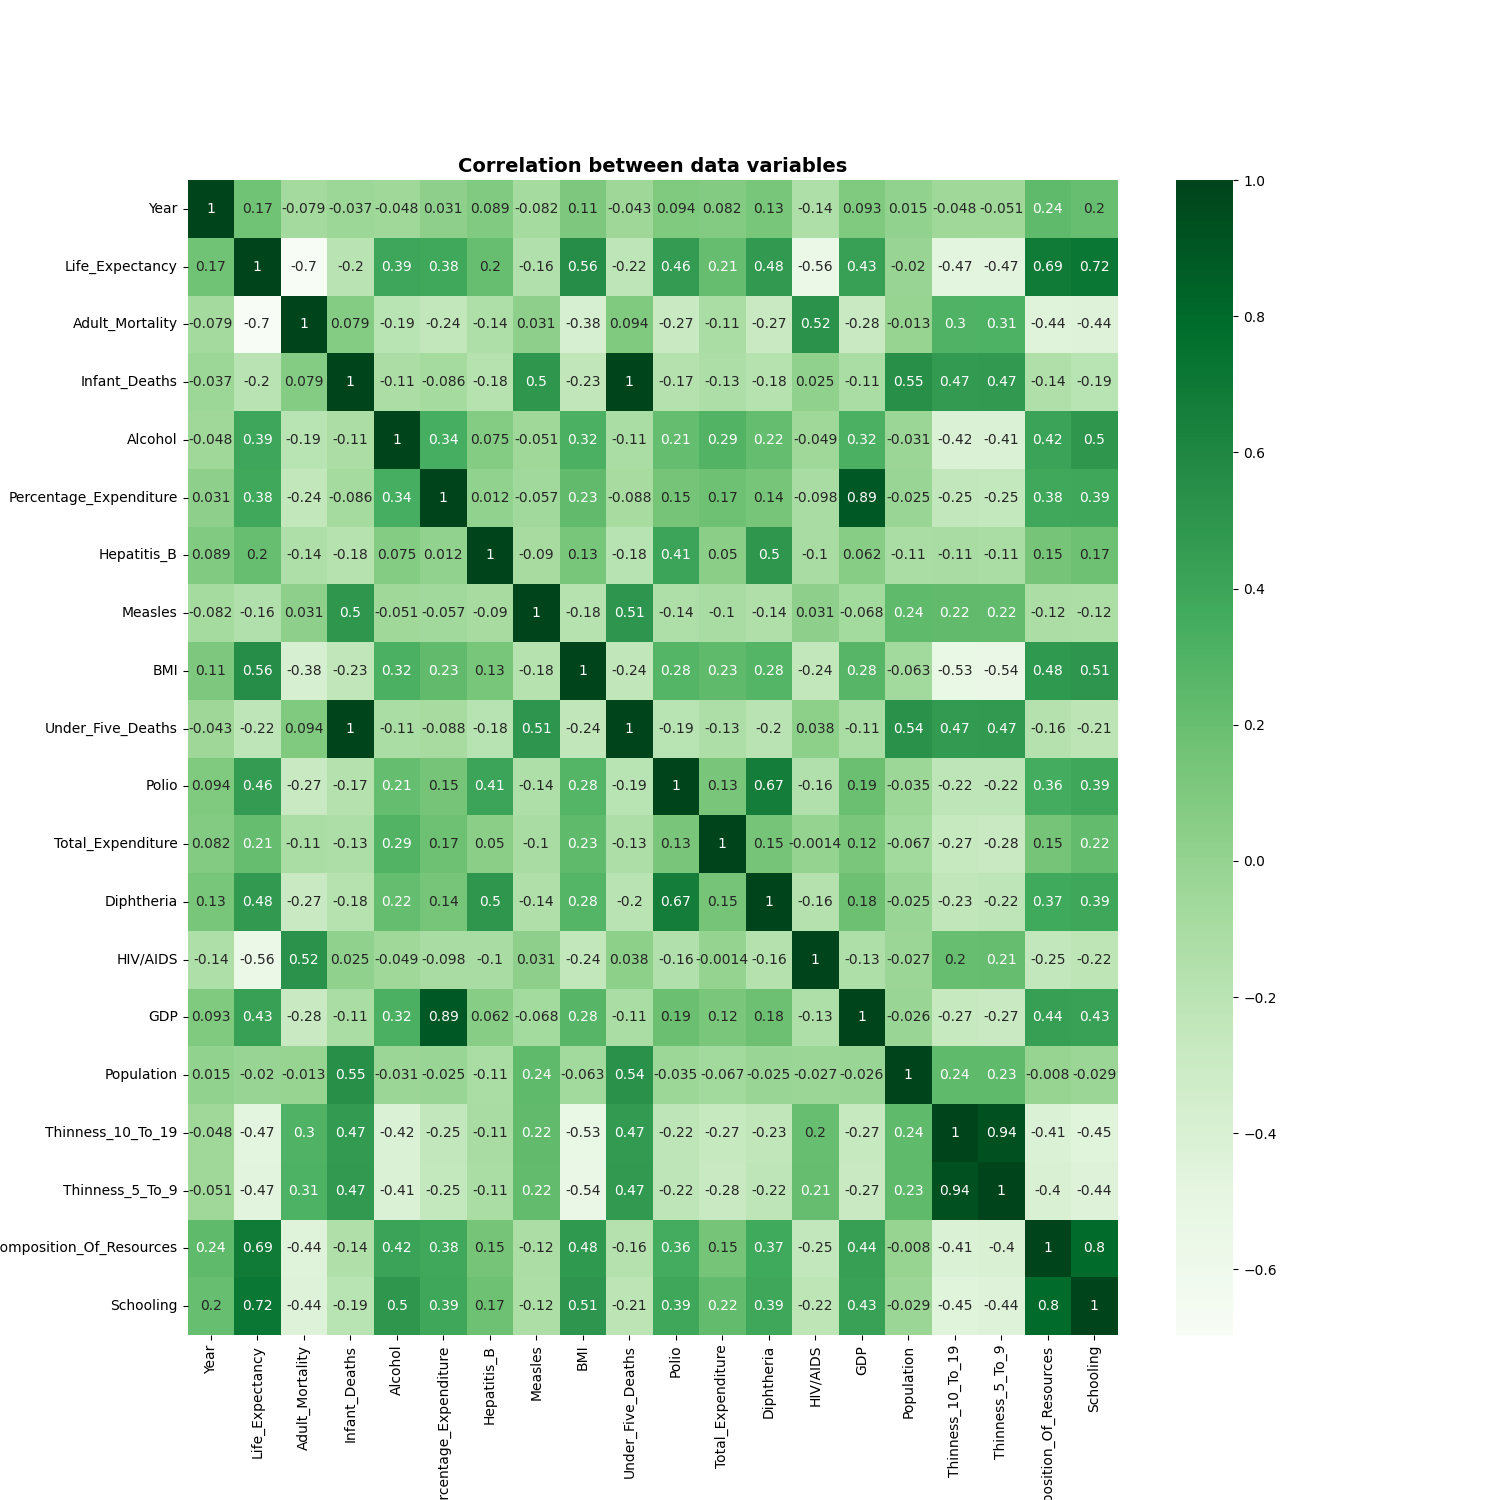 Correlation between data variables
Year 1 0.17 -0.079 -0.037 -0.048 0.031 0.089 -0.082 0.11 -0.043 0.094 0.082 0.13 -0.14 0.093 0.015 -0.048 -0.051 0.24 0.2
Life_Expectancy 0.17 1 -0.7 -0.2 0.39 0.38 0.2 -0.16 0.56 -0.22 0.46 0.21 0.48 -0.56 0.43 -0.02 -0.47 -0.47 0.69 0.72
Adult_Mortality -0.079 -0.7 1 0.079 -0.19 -0.24 -0.14 0.031 -0.38 0.094 -0.27 -0.11 -0.27 0.52 -0.28 -0.013 0.3 0.31 -0.44 -0.44
Infant_Deaths -0.037 -0.2 0.079 1 -0.11 -0.086 -0.18 0.5 -0.23 1 -0.17 -0.13 -0.18 0.025 -0.11 0.55 0.47 0.47 -0.14 -0.19
Alcohol -0.048 0.39 -0.19 -0.11 1 0.34 0.075 -0.051 0.32 -0.11 0.21 0.29 0.22 -0.049 0.32 -0.031 -0.42 -0.41 0.42 0.5
Percentage_Expenditure 0.031 0.38 -0.24 -0.086 0.34 1 0.012 -0.057 0.23 -0.088 0.15 0.17 0.14 -0.098 0.89 -0.025 -0.25 -0.25 0.38 0.39
Hepatitis_B 0.089 0.2 -0.14 -0.18 0.075 0.012 1 -0.09 0.13 -0.18 0.41 0.05 0.5 -0.1 0.062 -0.11 -0.11 -0.11 0.15 0.17
Measles -0.082 -0.16 0.031 0.5 -0.051 -0.057 -0.09 1 -0.18 0.51 -0.14 -0.1 -0.14 0.031 -0.068 0.24 0.22 0.22 -0.12 -0.12
BMI 0.11 0.56 -0.38 -0.23 0.32 0.23 0.13 -0.18 1 -0.24 0.28 0.23 0.28 -0.24 0.28 -0.063 -0.53 -0.54 0.48 0.51
Under_Five_Deaths -0.043 -0.22 0.094 1 -0.11 -0.088 -0.18 0.51 -0.24 1 -0.19 -0.13 -0.2 0.038 -0.11 0.54 0.47 0.47 -0.16 -0.21
Polio 0.094 0.46 -0.27 -0.17 0.21 0.15 0.41 -0.14 0.28 -0.19 1 0.13 0.67 -0.16 0.19 -0.035 -0.22 -0.22 0.36 0.39
Total_Expenditure 0.082 0.21 -0.11 -0.13 0.29 0.17 0.05 -0.1 0.23 -0.13 0.13 1 0.15 -0.0014 0.12 -0.067 -0.27 -0.28 0.15 0.22
Diphtheria 0.13 0.48 -0.27 -0.18 0.22 0.14 0.5 -0.14 0.28 -0.2 0.67 0.15 1 -0.16 0.18 -0.025 -0.23 -0.22 0.37 0.39
HIV/AIDS -0.14 -0.56 0.52 0.025 -0.049 -0.098 -0.1 0.031 -0.24 0.038 -0.16 -0.0014 -0.16 1 -0.13 -0.027 0.2 0.21 -0.25 -0.22
GDP 0.093 0.43 -0.28 -0.11 0.32 0.89 0.062 -0.068 0.28 -0.11 0.19 0.12 0.18 -0.13 1 -0.026 -0.27 -0.27 0.44 0.43
Population 0.015 -0.02 -0.013 0.55 -0.031 -0.025 -0.11 0.24 -0.063 0.54 -0.035 -0.067 -0.025 -0.027 -0.026 1 0.24 0.23 -0.008 -0.029
Thinness_10_To_19 -0.048 -0.47 0.3 0.47 -0.42 -0.25 -0.11 0.22 -0.53 0.47 -0.22 -0.27 -0.23 0.2 -0.27 0.24 1 0.94 -0.41 -0.45
Thinness_5_To_9 -0.051 -0.47 0.31 0.47 -0.41 -0.25 -0.11 0.22 -0.54 0.47 -0.22 -0.28 -0.22 0.21 -0.27 0.23 0.94 1 -0.4 -0.44
omposition_Of_Resources 0.24 0.69 -0.44 -0.14 0.42 0.38 0.15 -0.12 0.48 -0.16 0.36 0.15 0.37 -0.25 0.44 -0.008 -0.41 -0.4 1 0.8
Schooling 0.2 0.72 -0.44 -0.19 0.5 0.39 0.17 -0.12 0.51 -0.21 0.39 0.22 0.39 -0.22 0.43 -0.029 -0.45 -0.44 0.8 1
Year
Life_Expectancy
Adult_Mortality
Infant_Deaths
Alcohol
rcentage_Expenditure
Hepatitis_B
Measles
BMI
Under_Five_Deaths
Polio
Total_Expenditure
Diphtheria
HIV/AIDS
GDP
Population
Thinness_10_To_19
Thinness_5_To_9
position_Of_Resources
Schooling
1.0
0.8
0.6
0.4
0.2
0.0
−0.2
−0.4
−0.6